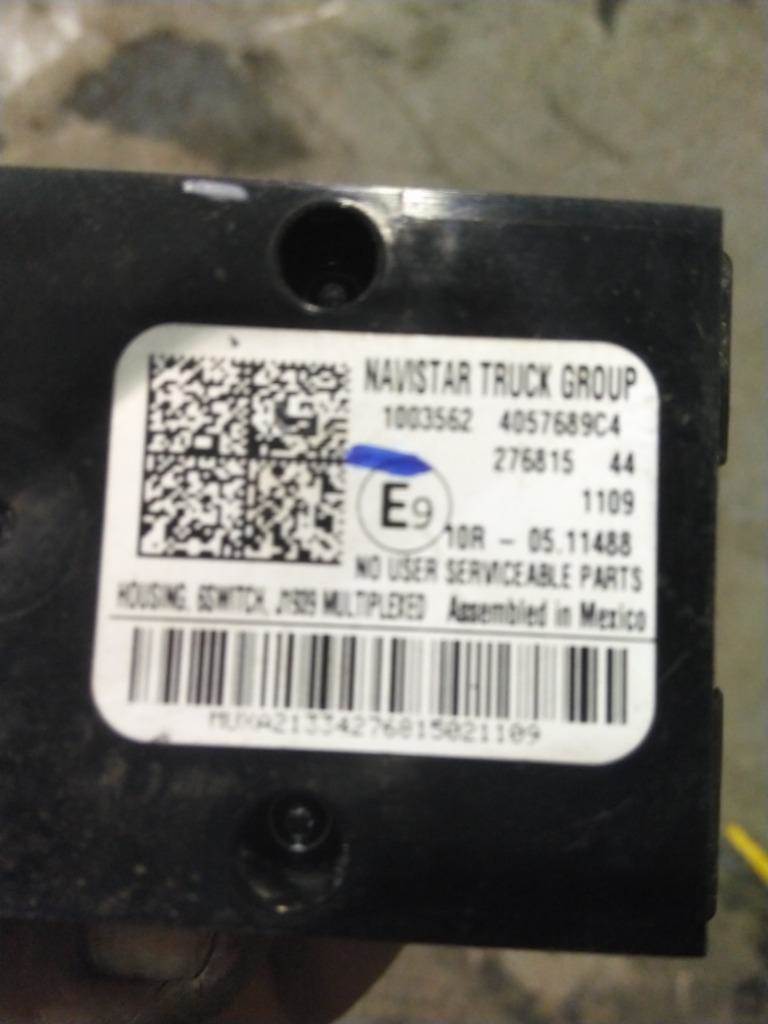 NAVISTAR TRUCK GROUP
1003562 4057689C4
276815 44
1109
E9
10R - 05.11488
NO USER SERVICEABLE PARTS
HOUSING, 6SWITCH, J1939 MULTIPLEXED Assembled in Mexico